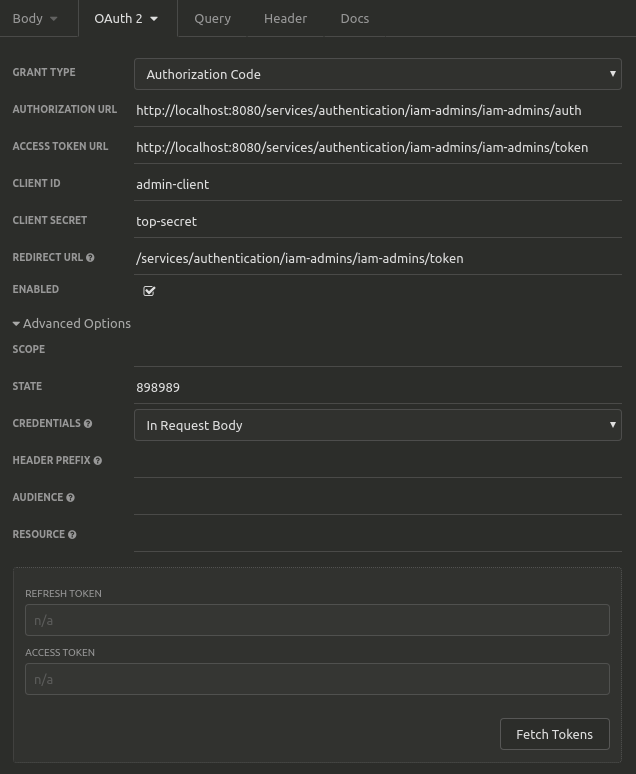 Body OAuth 2 Query Header Docs
GRANT TYPE Authorization Code
AUTHORIZATION URL http://localhost:8080/services/authentication/iam-admins/iam-admins/auth
ACCESS TOKEN URL http://localhost:8080/services/authentication/iam-admins/iam-admins/token
CLIENT ID admin-client
CLIENT SECRET top-secret
REDIRECT URL /services/authentication/iam-admins/iam-admins/token
ENABLED
Advanced Options
SCOPE
STATE 898989
CREDENTIALS In Request Body
HEADER PREFIX
AUDIENCE
RESOURCE
REFRESH TOKEN
n/a
ACCESS TOKEN
n/a
Fetch Tokens